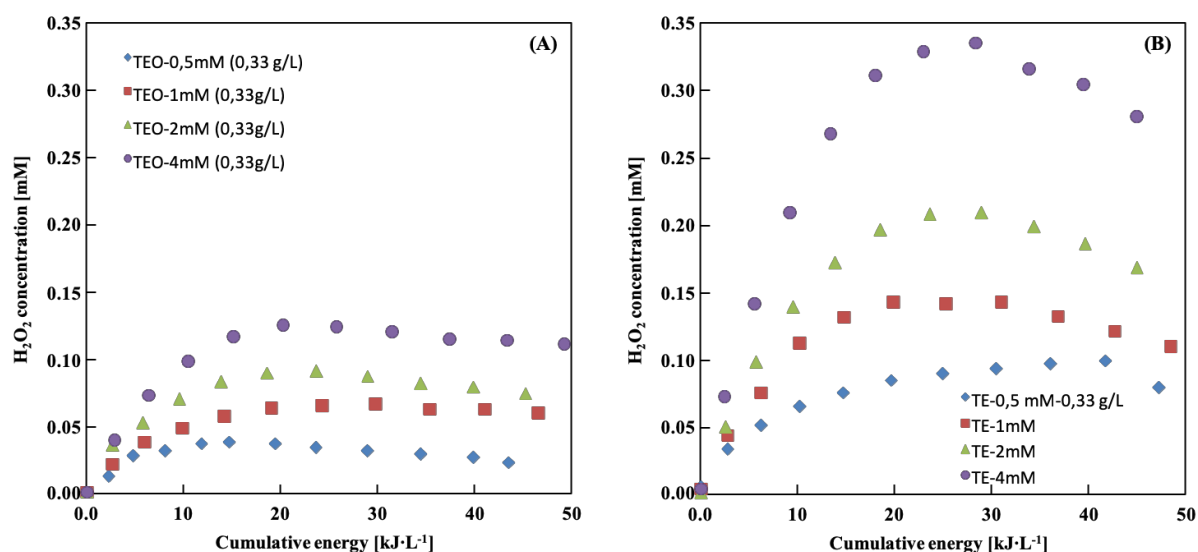 (A)
TEO-0,5mM (0,33 g/L)
TEO-1mM (0,33g/L)
TEO-2mM (0,33g/L)
TEO-4mM (0,33g/L)
H₂O₂ concentration [mM]
0.35
0.30
0.25
0.20
0.15
0.10
0.05
0.00
0.0
10
20
30
40
50
Cumulative energy [kJ·L⁻¹]
(B)
H₂O₂ concentration [mM]
0.35
0.30
0.25
0.20
0.15
0.10
0.05
0.00
TE-0,5 mM-0,33 g/L
TE-1mM
TE-2mM
TE-4mM
0.0
10
20
30
40
50
Cumulative energy [kJ·L⁻¹]